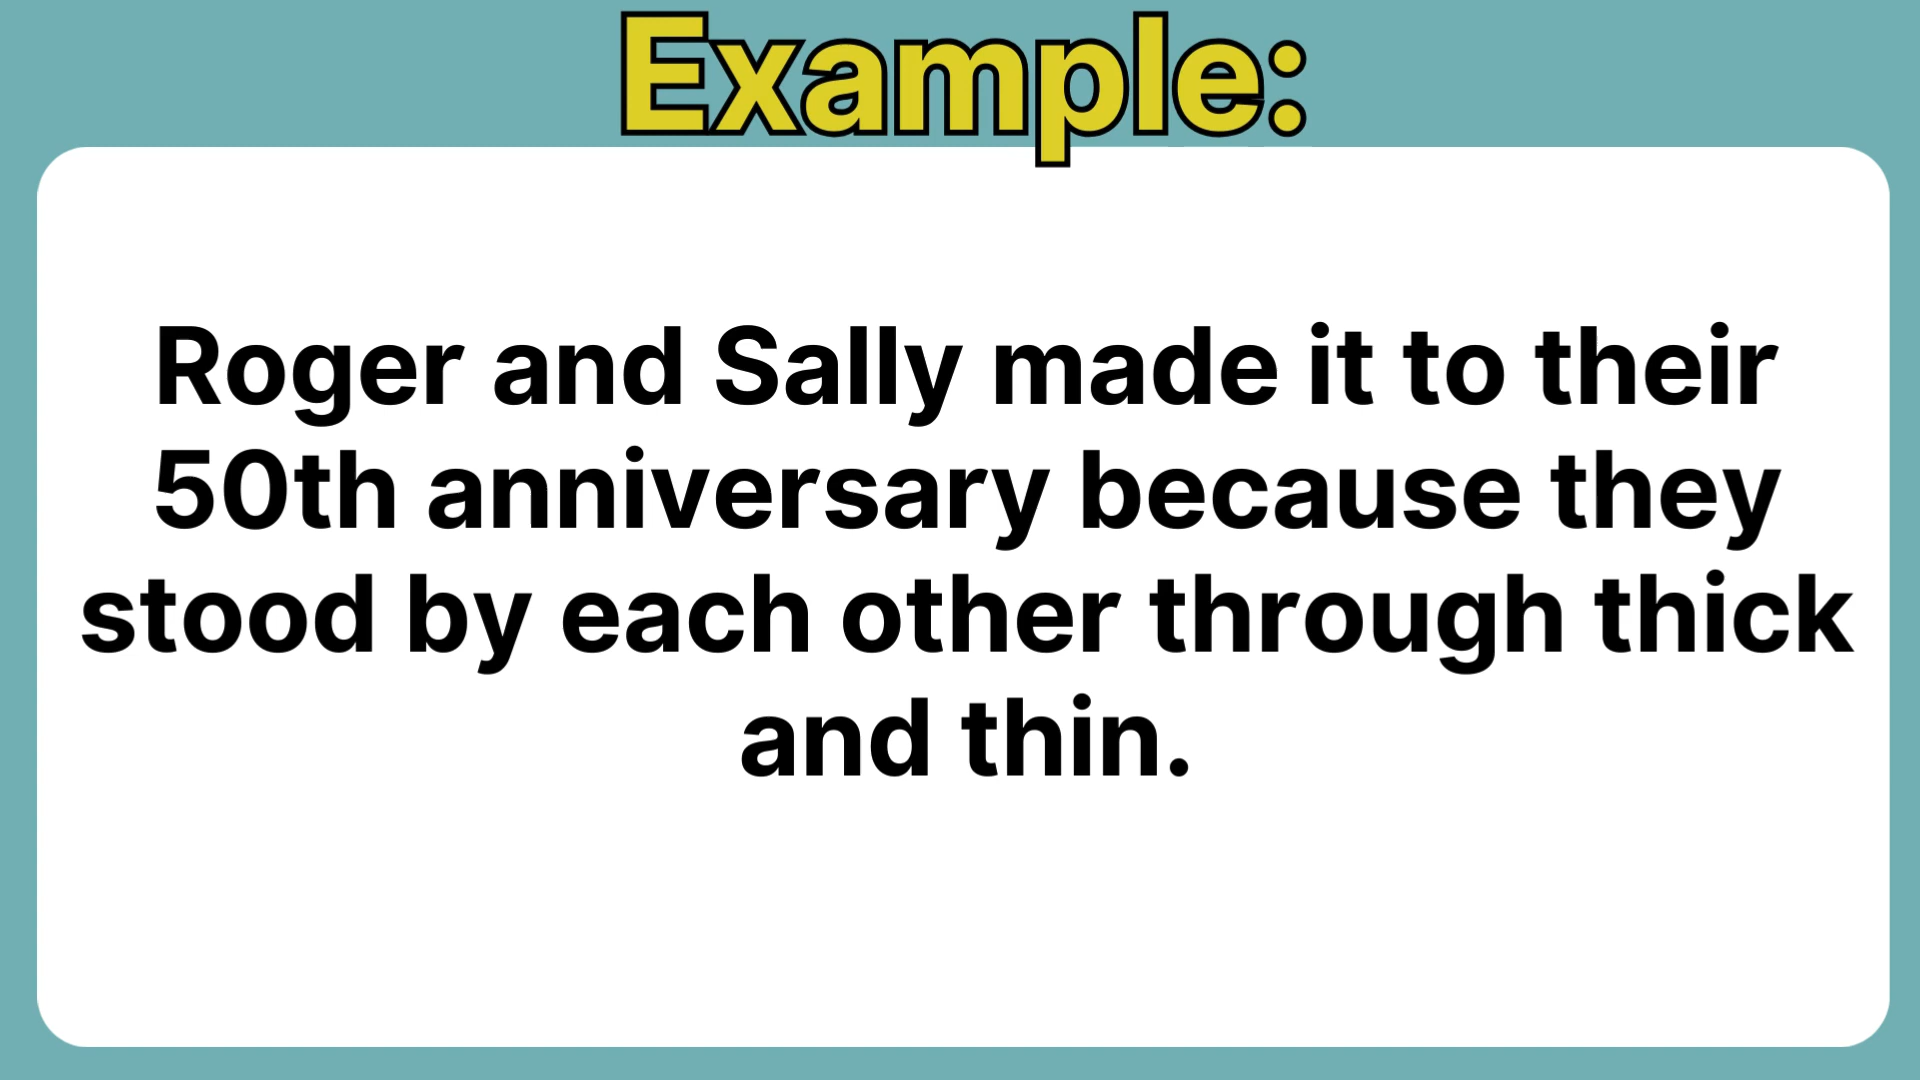 Example:
Roger and Sally made it to their
50th anniversary because they
stood by each other through thick
and thin.